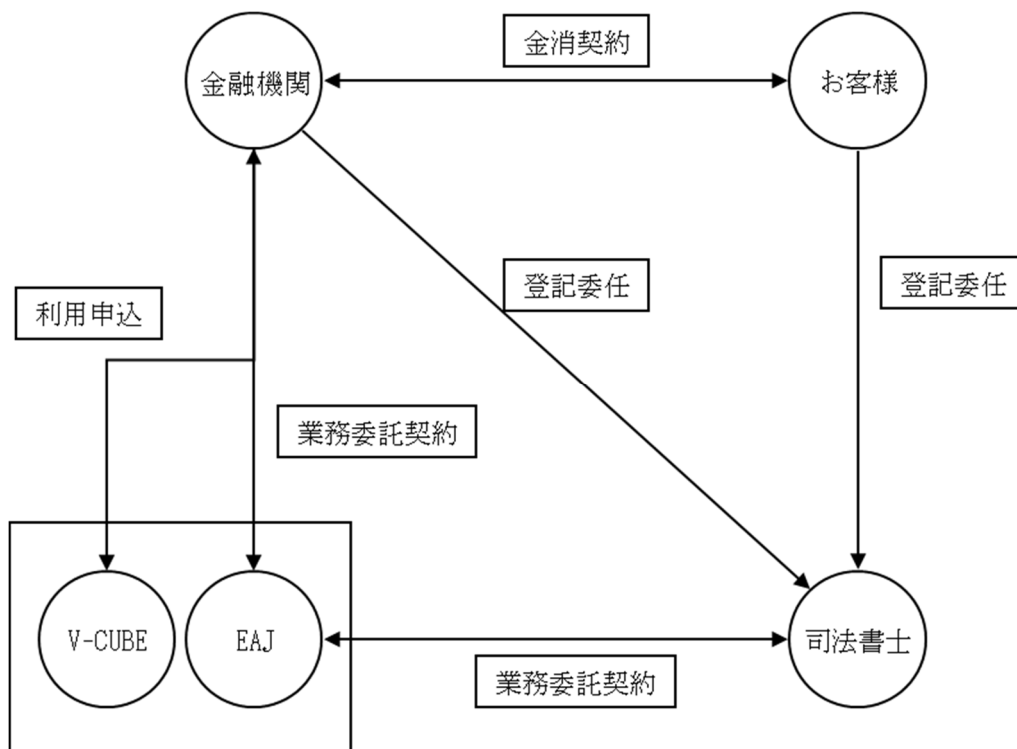 金消契約
金融機関
お客様
登記委任
登記委任
利用申込
業務委託契約
V-CUBE
EAJ
司法書士
業務委託契約